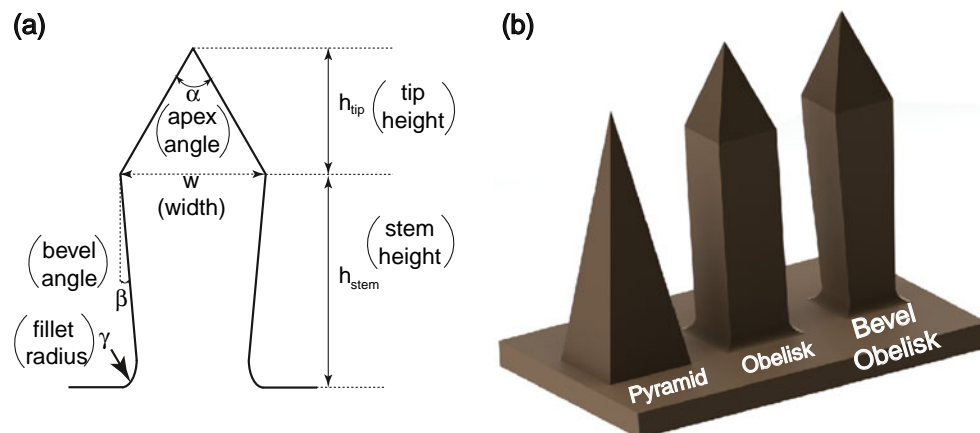 (a)
α
(apex
angle)
h_tip (tip
height)
w
(width)
(stem
height)
h_stem
(bevel
angle)
β
(fillet
radius) γ
(b)
Pyramid
Obelisk
Bevel
Obelisk